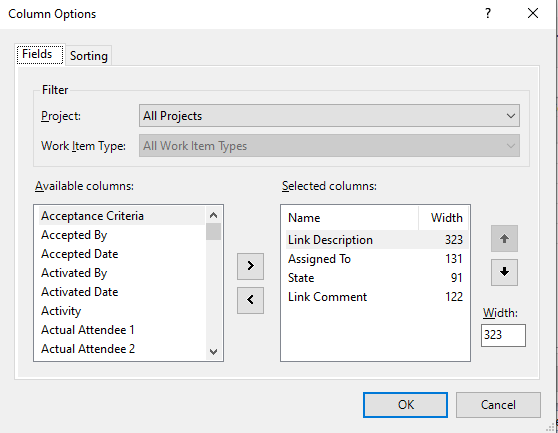 Column Options
Fields Sorting
Filter
Project: All Projects
Work Item Type: All Work Item Types
Available columns:
Acceptance Criteria
Accepted By
Accepted Date
Activated By
Activated Date
Activity
Actual Attendee 1
Actual Attendee 2
Selected columns:
Name Width
Link Description 323
Assigned To 131
State 91
Link Comment 122
Width:
323
OK Cancel